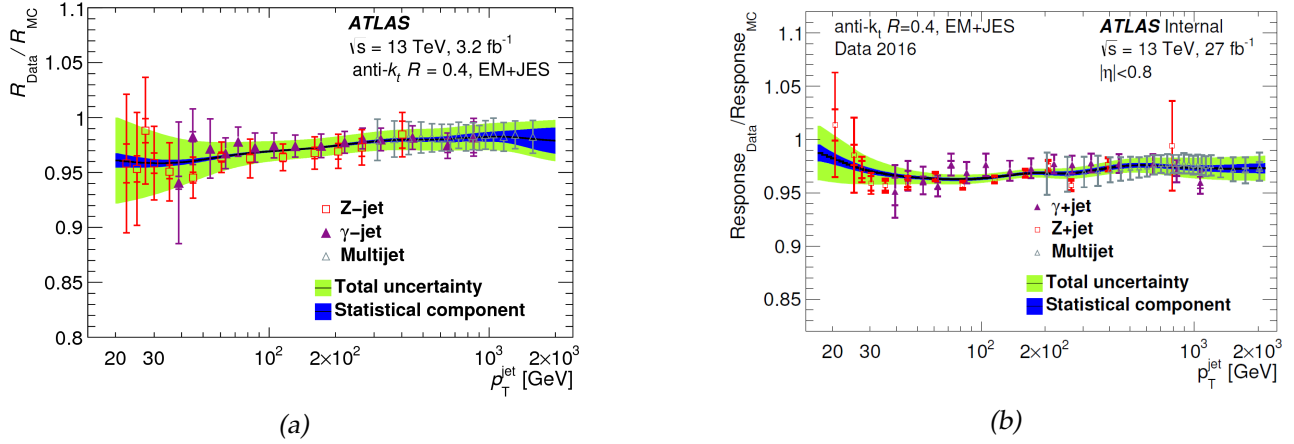 1.1
1.05
1
0.95
0.9
0.85
0.8
R_Data / R_MC
ATLAS
√s = 13 TeV, 3.2 fb⁻¹
anti-k_t R = 0.4, EM+JES
Z−jet
γ−jet
Multijet
Total uncertainty
Statistical component
20 30 10² 2×10² 10³ 2×10³
p_T^jet [GeV]
(a)
1.1
1.05
1
0.95
0.9
0.85
Response_Data/Response_MC
anti-k_t R=0.4, EM+JES
Data 2016
ATLAS Internal
√s = 13 TeV, 27 fb⁻¹
|η|<0.8
γ+jet
Z+jet
Multijet
Total uncertainty
Statistical component
20 30 10² 2×10² 10³ 2×10³
p_T^jet [GeV]
(b)